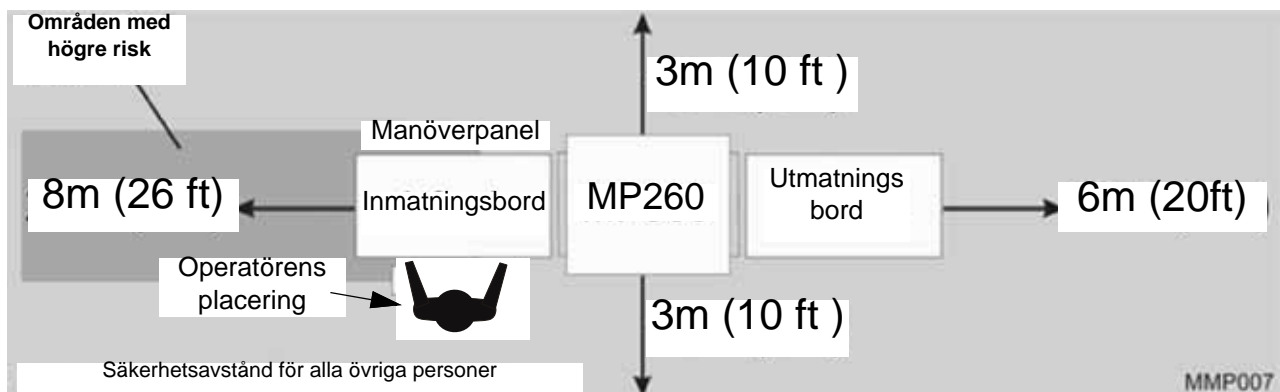 Områden med
högre risk
3m (10 ft )
Manöverpanel
8m (26 ft)
Inmatningsbord
MP260
Utmatnings
bord
6m (20ft)
Operatörens
placering
3m (10 ft )
Säkerhetsavstånd för alla övriga personer
MMP007